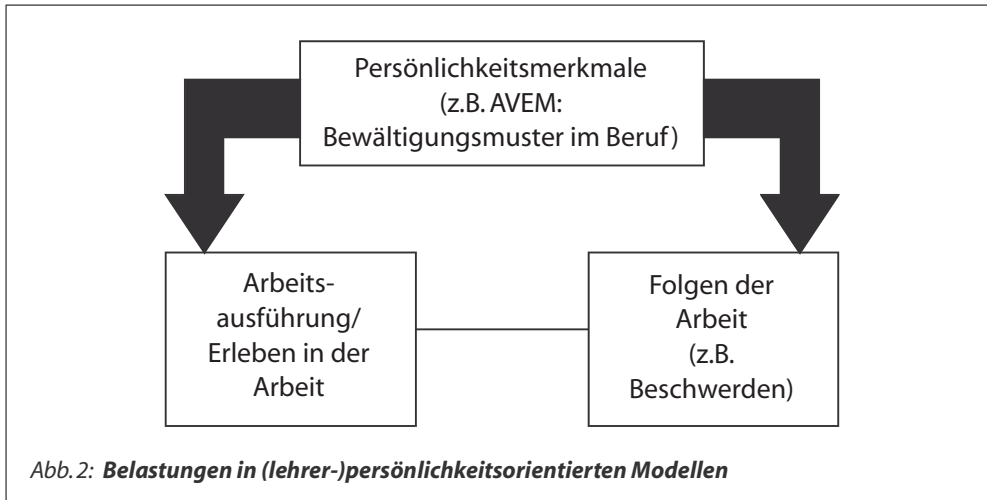 Persönlichkeitsmerkmale
(z.B. AVEM:
Bewältigungsmuster im Beruf)
Arbeits-
ausführung/
Erleben in der
Arbeit
Folgen der
Arbeit
(z.B.
Beschwerden)
Abb. 2: Belastungen in (lehrer-)persönlichkeitsorientierten Modellen